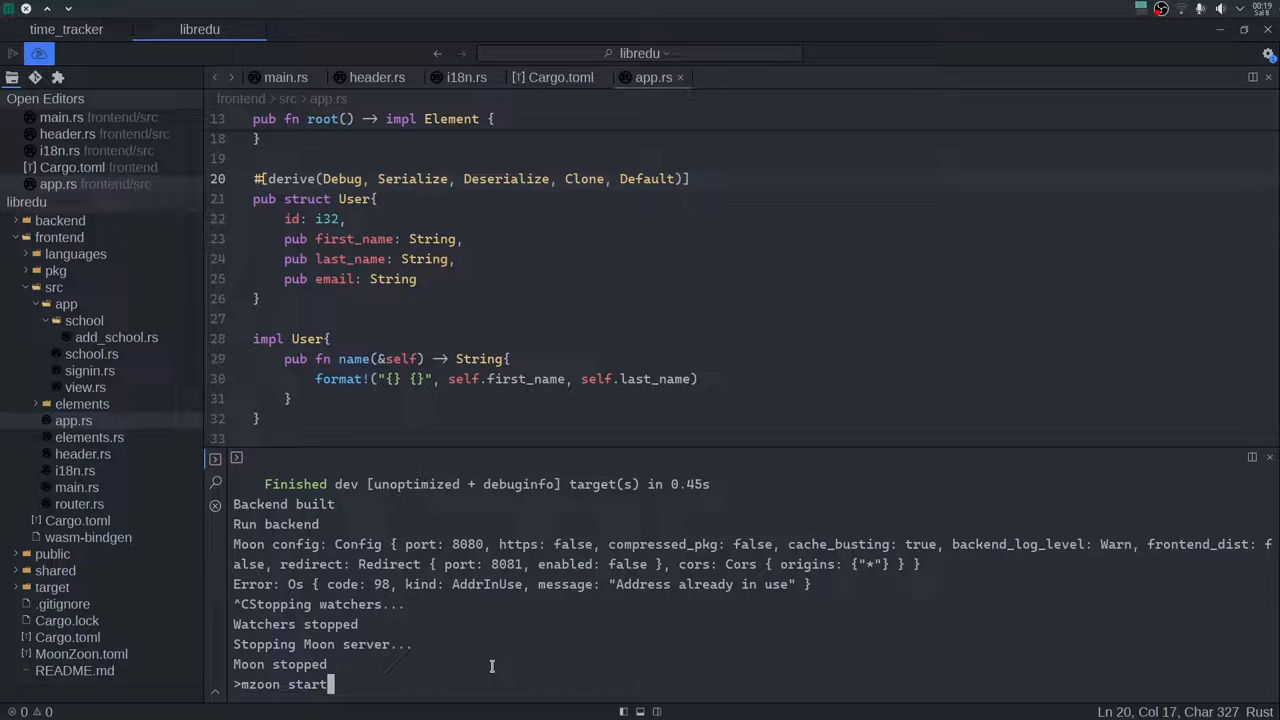 00:19
Sal 8
time_tracker
libredu
libredu
main.rs
header.rs
i18n.rs
[T] Cargo.toml
app.rs ×
Open Editors
main.rs frontend/src
header.rs frontend/src
i18n.rs frontend/src
[T] Cargo.toml frontend
app.rs frontend/src
libredu
backend
frontend
languages
pkg
src
app
school
add_school.rs
school.rs
signin.rs
view.rs
elements
app.rs
elements.rs
header.rs
i18n.rs
main.rs
router.rs
Cargo.toml
wasm-bindgen
public
shared
target
.gitignore
Cargo.lock
Cargo.toml
MoonZoon.toml
README.md
frontend > src > app.rs
13 pub fn root() → impl Element {
18 }
19
20 #[derive(Debug, Serialize, Deserialize, Clone, Default)]
21 pub struct User{
22 id: i32,
23 pub first_name: String,
24 pub last_name: String,
25 pub email: String
26 }
28 impl User{
29 pub fn name(&self) → String{
30 format!("{} {}", self.first_name, self.last_name)
31 }
32 }
33
Finished dev [unoptimized + debuginfo] target(s) in 0.45s
Backend built
Run backend
Moon config: Config { port: 8080, https: false, compressed_pkg: false, cache_busting: true, backend_log_level: Warn, frontend_dist: f
alse, redirect: Redirect { port: 8081, enabled: false }, cors: Cors { origins: {"*"} } }
Error: Os { code: 98, kind: AddrInUse, message: "Address already in use" }
^CStopping watchers...
Watchers stopped
Stopping Moon server...
Moon stopped
>mzoon start
0 0
Ln 20, Col 17, Char 327 Rust